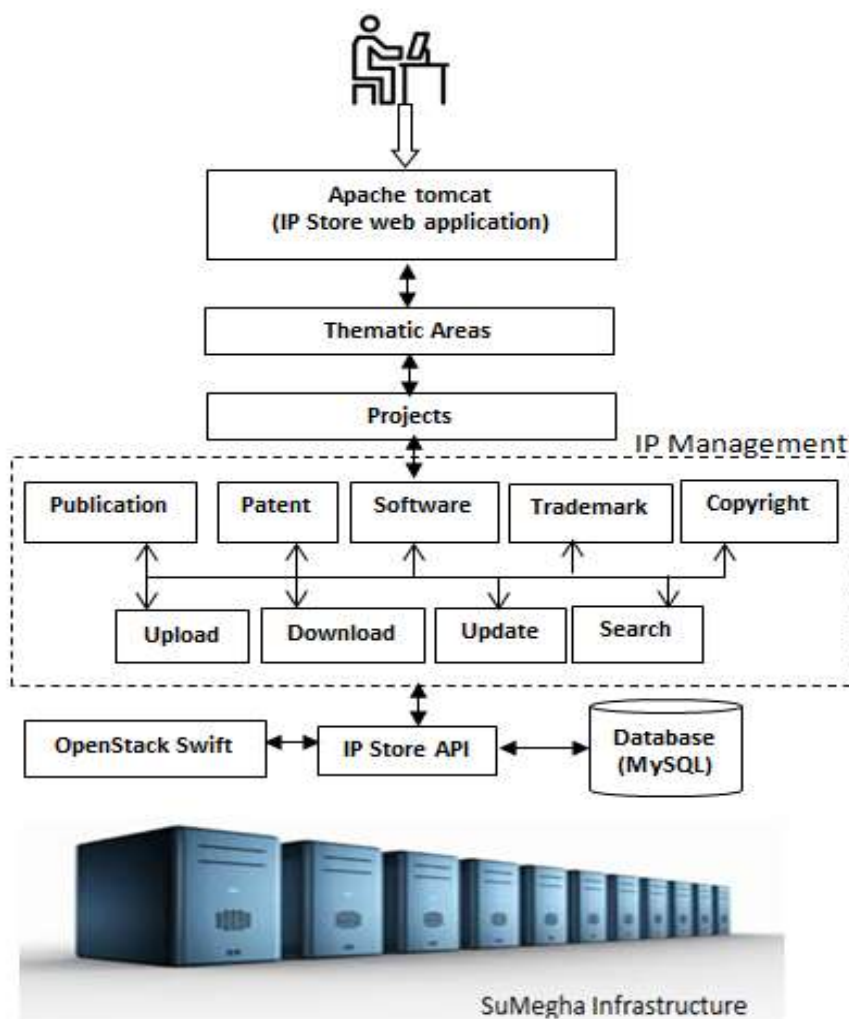 Apache tomcat
(IP Store web application)
Thematic Areas
Projects
IP Management
Publication
Patent
Software
Trademark
Copyright
Upload
Download
Update
Search
OpenStack Swift
IP Store API
Database
(MySQL)
SuMegha Infrastructure